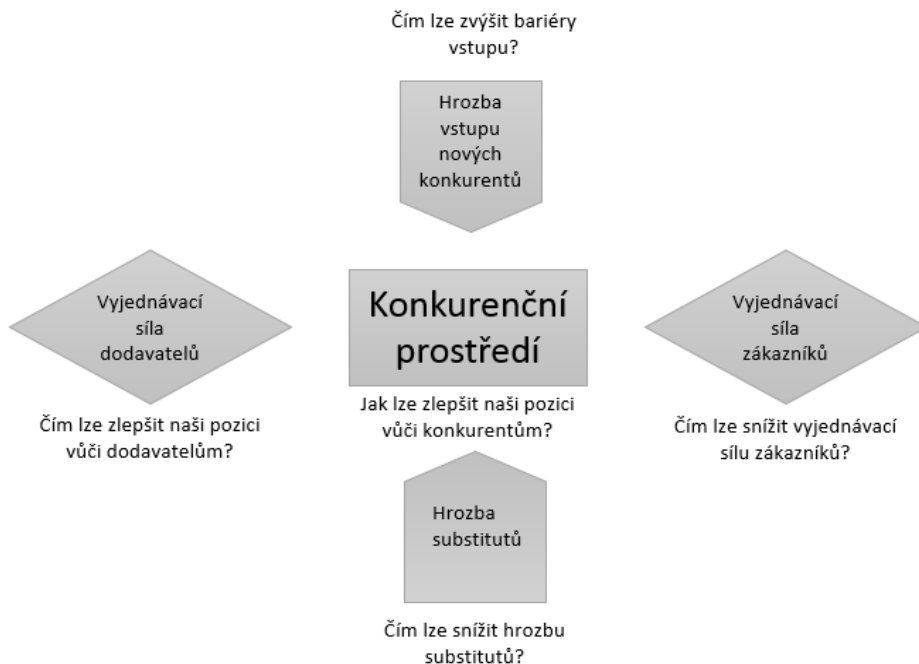 Čím lze zvýšit bariéry
vstupu?
Hrozba
vstupu
nových
konkurentů
Vyjednávací
síla
dodavatelů
Čím lze zlepšit naši pozici
vůči dodavatelům?
Konkurenční
prostředí
Jak lze zlepšit naši pozici
vůči konkurentům?
Vyjednávací
síla
zákazníků
Čím lze snížit vyjednávací
sílu zákazníků?
Hrozba
substitutů
Čím lze snížit hrozbu
substitutů?